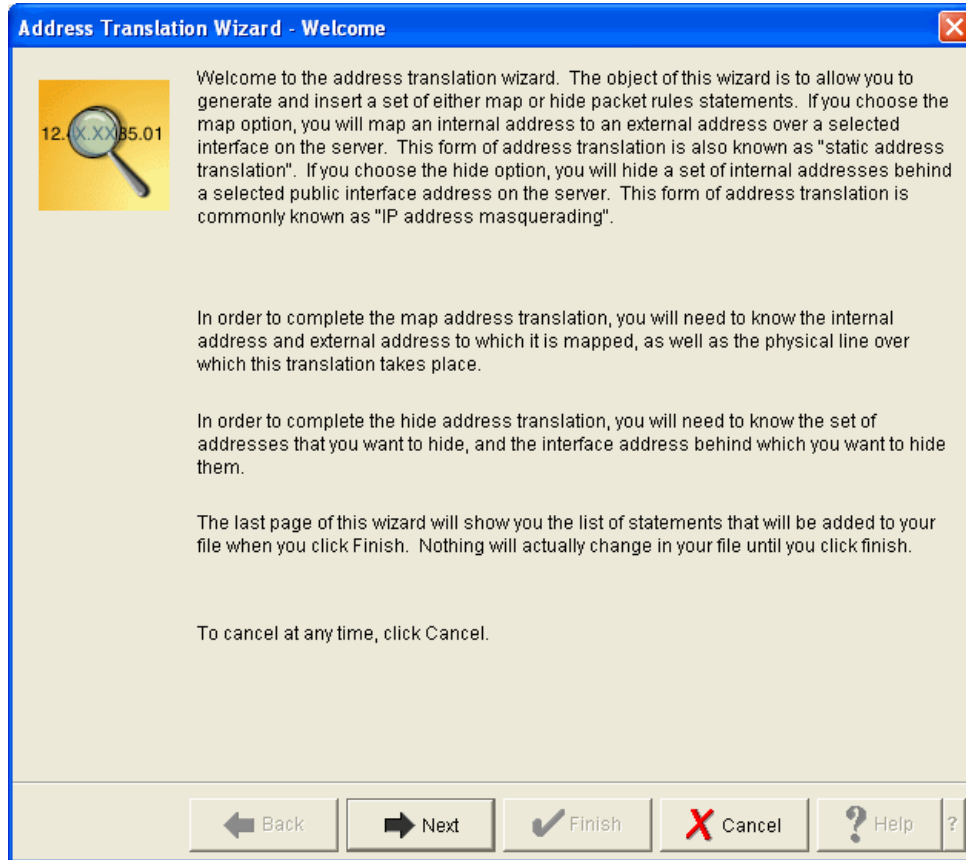 Address Translation Wizard - Welcome
Welcome to the address translation wizard. The object of this wizard is to allow you to
generate and insert a set of either map or hide packet rules statements. If you choose the
map option, you will map an internal address to an external address over a selected
interface on the server. This form of address translation is also known as "static address
translation". If you choose the hide option, you will hide a set of internal addresses behind
a selected public interface address on the server. This form of address translation is
commonly known as "IP address masquerading".
12.4X.XX85.01
In order to complete the map address translation, you will need to know the internal
address and external address to which it is mapped, as well as the physical line over
which this translation takes place.
In order to complete the hide address translation, you will need to know the set of
addresses that you want to hide, and the interface address behind which you want to hide
them.
The last page of this wizard will show you the list of statements that will be added to your
file when you click Finish. Nothing will actually change in your file until you click finish.
To cancel at any time, click Cancel.
Back
Next
Finish
Cancel
Help
?